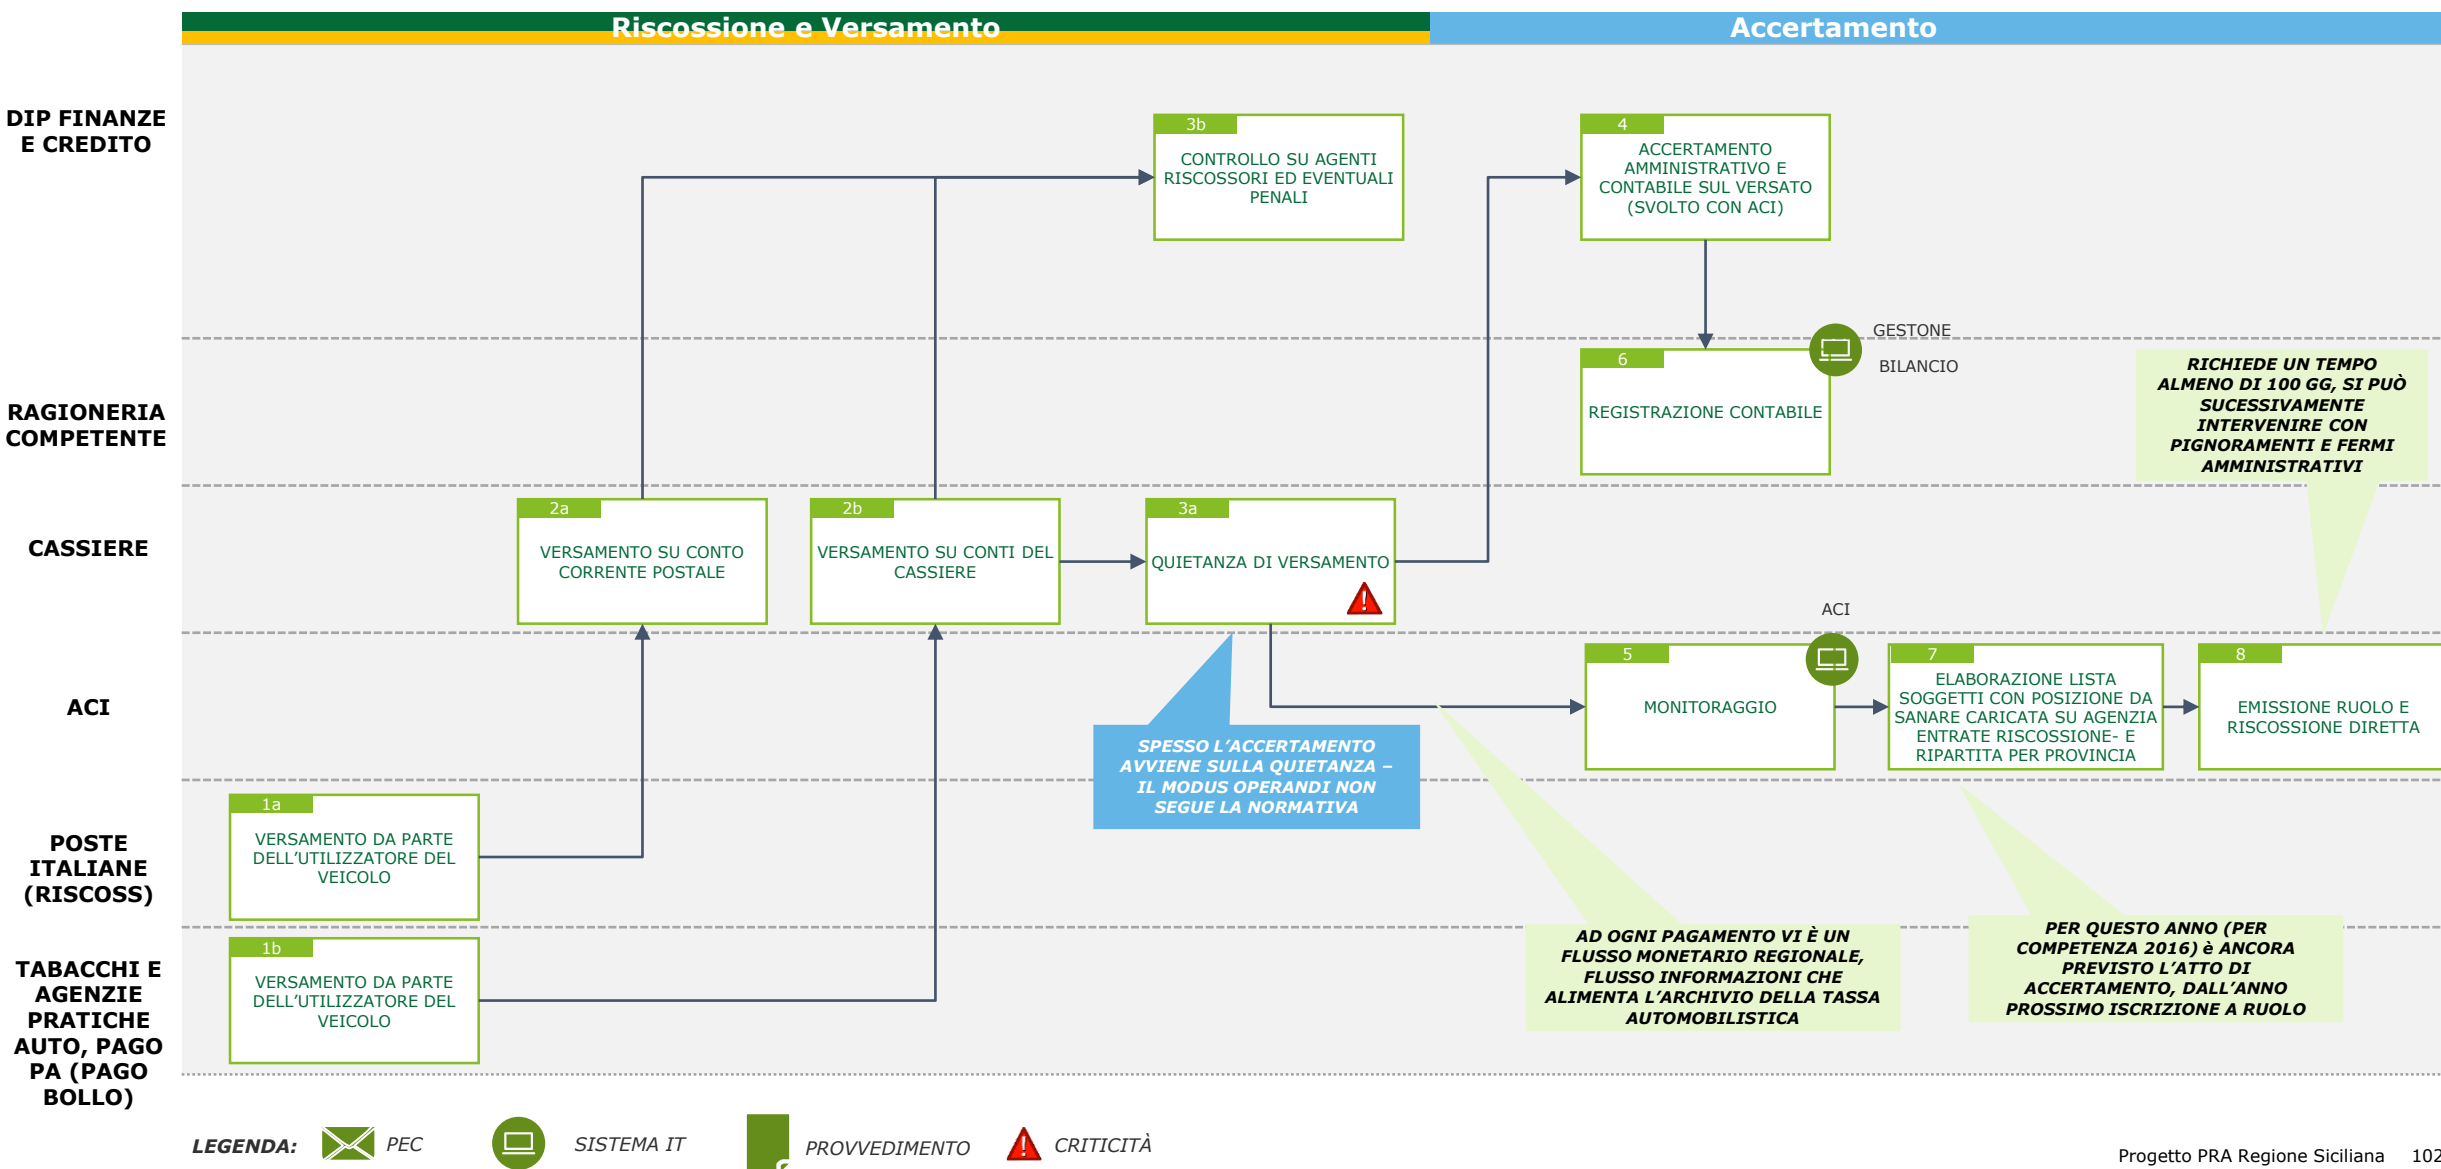 Riscossione e Versamento
Accertamento
DIP FINANZE
E CREDITO
3b
CONTROLLO SU AGENTI
RISCOSSORI ED EVENTUALI
PENALI
4
ACCERTAMENTO
AMMINISTRATIVO E
CONTABILE SUL VERSATO
(SVOLTO CON ACI)
RAGIONERIA
COMPETENTE
6
REGISTRAZIONE CONTABILE
GESTONE
BILANCIO
RICHIEDE UN TEMPO
ALMENO DI 100 GG, SI PUÒ
SUCESSIVAMENTE
INTERVENIRE CON
PIGNORAMENTI E FERMI
AMMINISTRATIVI
CASSIERE
2a
VERSAMENTO SU CONTO
CORRENTE POSTALE
2b
VERSAMENTO SU CONTI DEL
CASSIERE
3a
QUIETANZA DI VERSAMENTO
ACI
5
MONITORAGGIO
ACI
7
ELABORAZIONE LISTA
SOGGETTI CON POSIZIONE DA
SANARE CARICATA SU AGENZIA
ENTRATE RISCOSSIONE- E
RIPARTITA PER PROVINCIA
8
EMISSIONE RUOLO E
RISCOSSIONE DIRETTA
SPESSO L'ACCERTAMENTO
AVVIENE SULLA QUIETANZA –
IL MODUS OPERANDI NON
SEGUE LA NORMATIVA
POSTE
ITALIANE
(RISCOSS)
1a
VERSAMENTO DA PARTE
DELL'UTILIZZATORE DEL
VEICOLO
TABACCHI E
AGENZIE
PRATICHE
AUTO, PAGO
PA (PAGO
BOLLO)
1b
VERSAMENTO DA PARTE
DELL'UTILIZZATORE DEL
VEICOLO
AD OGNI PAGAMENTO VI È UN
FLUSSO MONETARIO REGIONALE,
FLUSSO INFORMAZIONI CHE
ALIMENTA L'ARCHIVIO DELLA TASSA
AUTOMOBILISTICA
PER QUESTO ANNO (PER
COMPETENZA 2016) è ANCORA
PREVISTO L'ATTO DI
ACCERTAMENTO, DALL'ANNO
PROSSIMO ISCRIZIONE A RUOLO
LEGENDA:
PEC
SISTEMA IT
PROVVEDIMENTO
CRITICITÀ
Progetto PRA Regione Siciliana 102